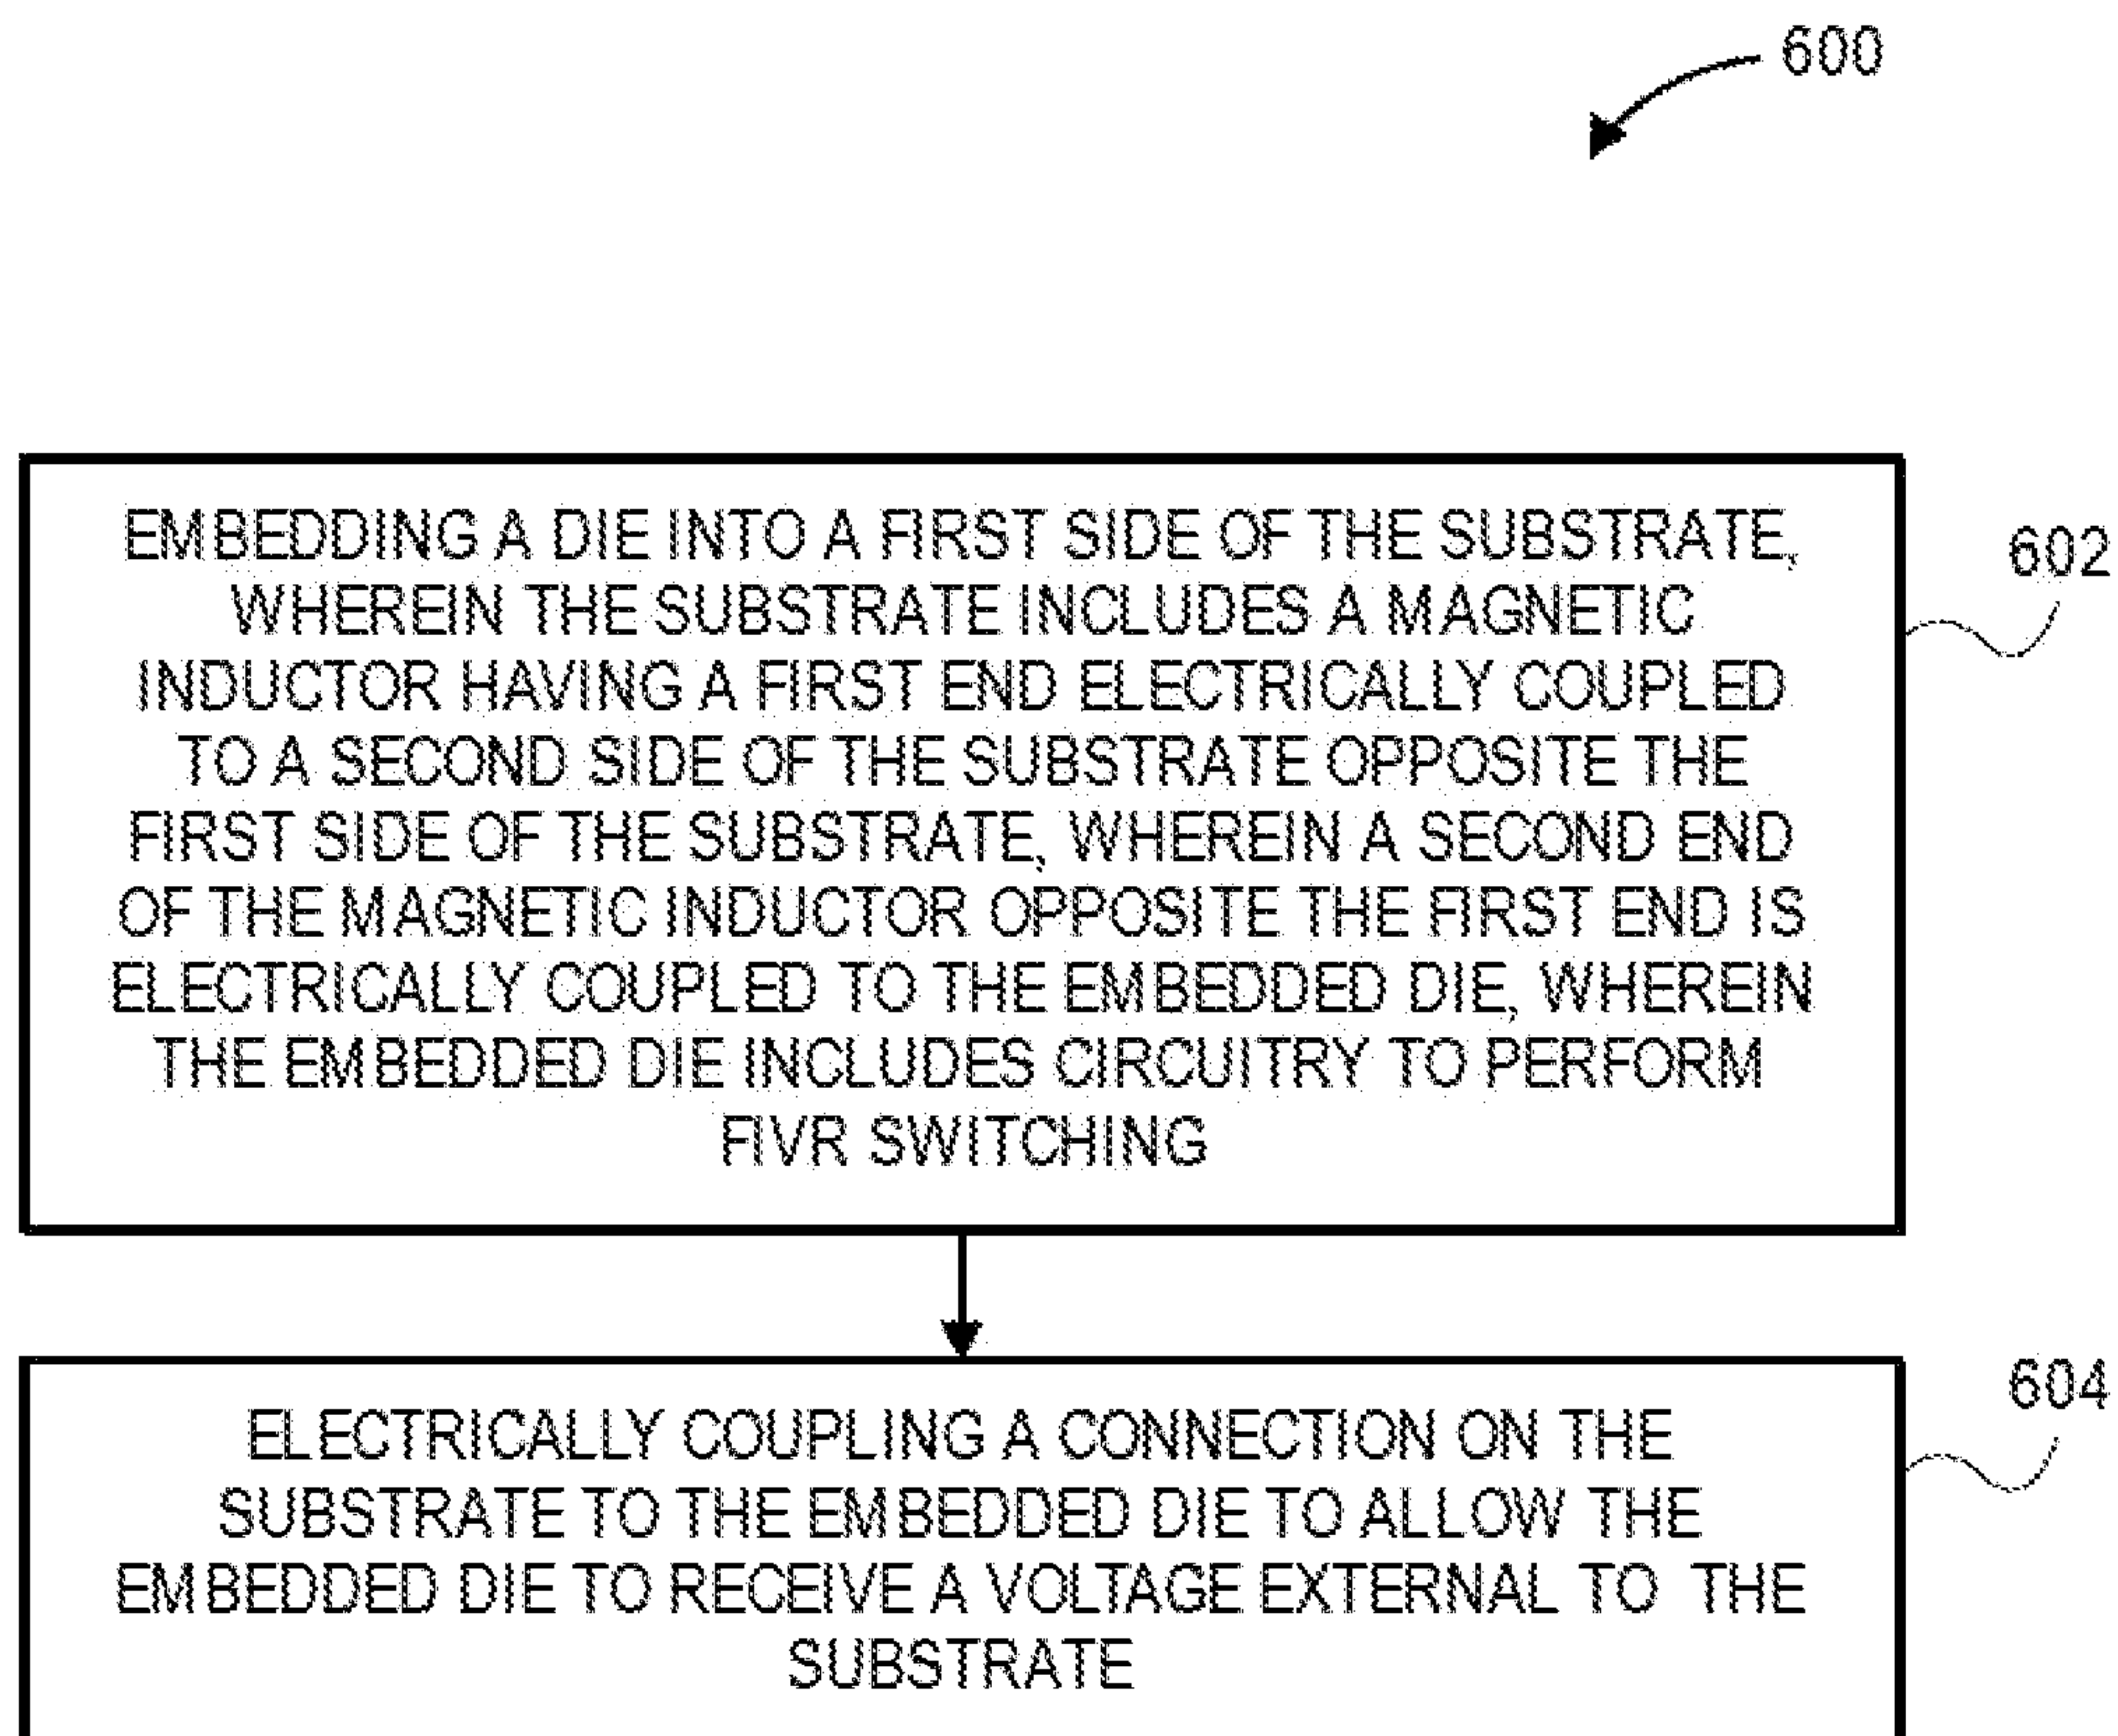 600
EMBEDDING A DIE INTO A FIRST SIDE OF THE SUBSTRATE,
WHEREIN THE SUBSTRATE INCLUDES A MAGNETIC
INDUCTOR HAVING A FIRST END ELECTRICALLY COUPLED
TO A SECOND SIDE OF THE SUBSTRATE OPPOSITE THE
FIRST SIDE OF THE SUBSTRATE, WHEREIN A SECOND END
OF THE MAGNETIC INDUCTOR OPPOSITE THE FIRST END IS
ELECTRICALLY COUPLED TO THE EMBEDDED DIE, WHEREIN
THE EMBEDDED DIE INCLUDES CIRCUITRY TO PERFORM
FIVR SWITCHING
602
ELECTRICALLY COUPLING A CONNECTION ON THE
SUBSTRATE TO THE EMBEDDED DIE TO ALLOW THE
EMBEDDED DIE TO RECEIVE A VOLTAGE EXTERNAL TO THE
SUBSTRATE
604